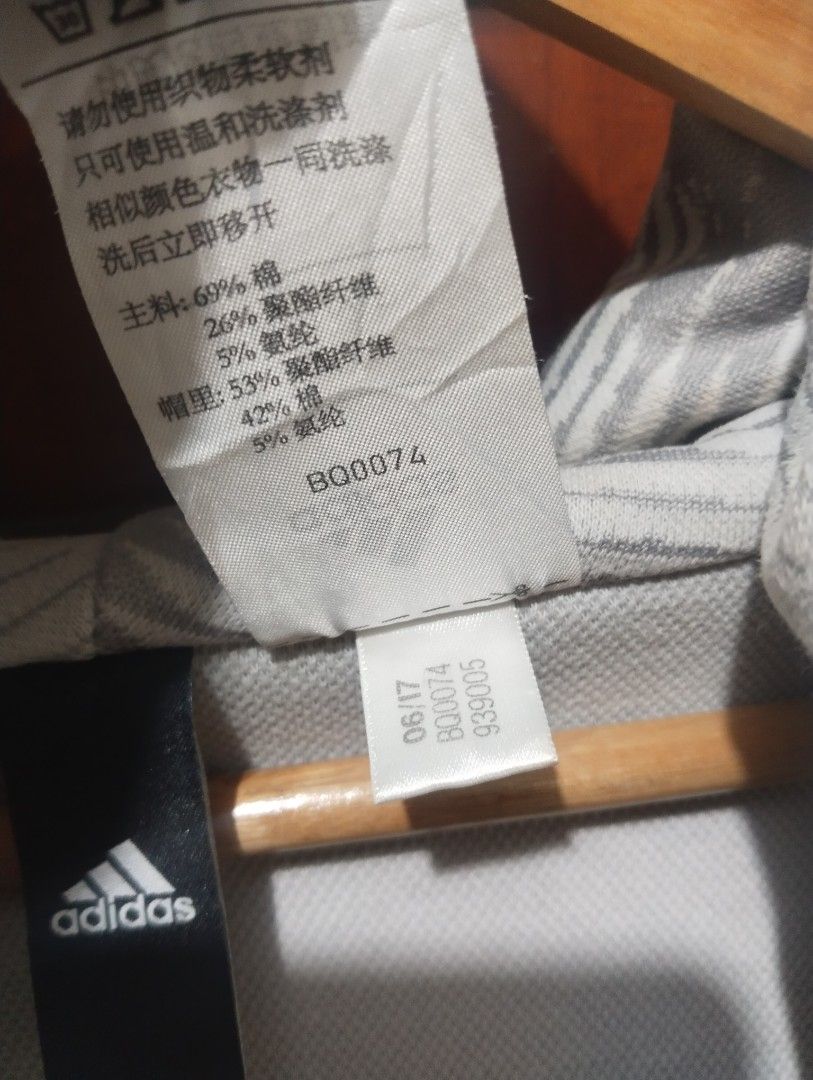 30
请勿使用织物柔软剂
只可使用温和洗涤剂
相似颜色衣物一同洗涤
洗后立即移开
主料: 69% 棉
26% 聚酯纤维
5% 氨纶
帽里: 53% 聚酯纤维
42% 棉
5% 氨纶
BQ0074
06/17
BQ0074
939005
adidas